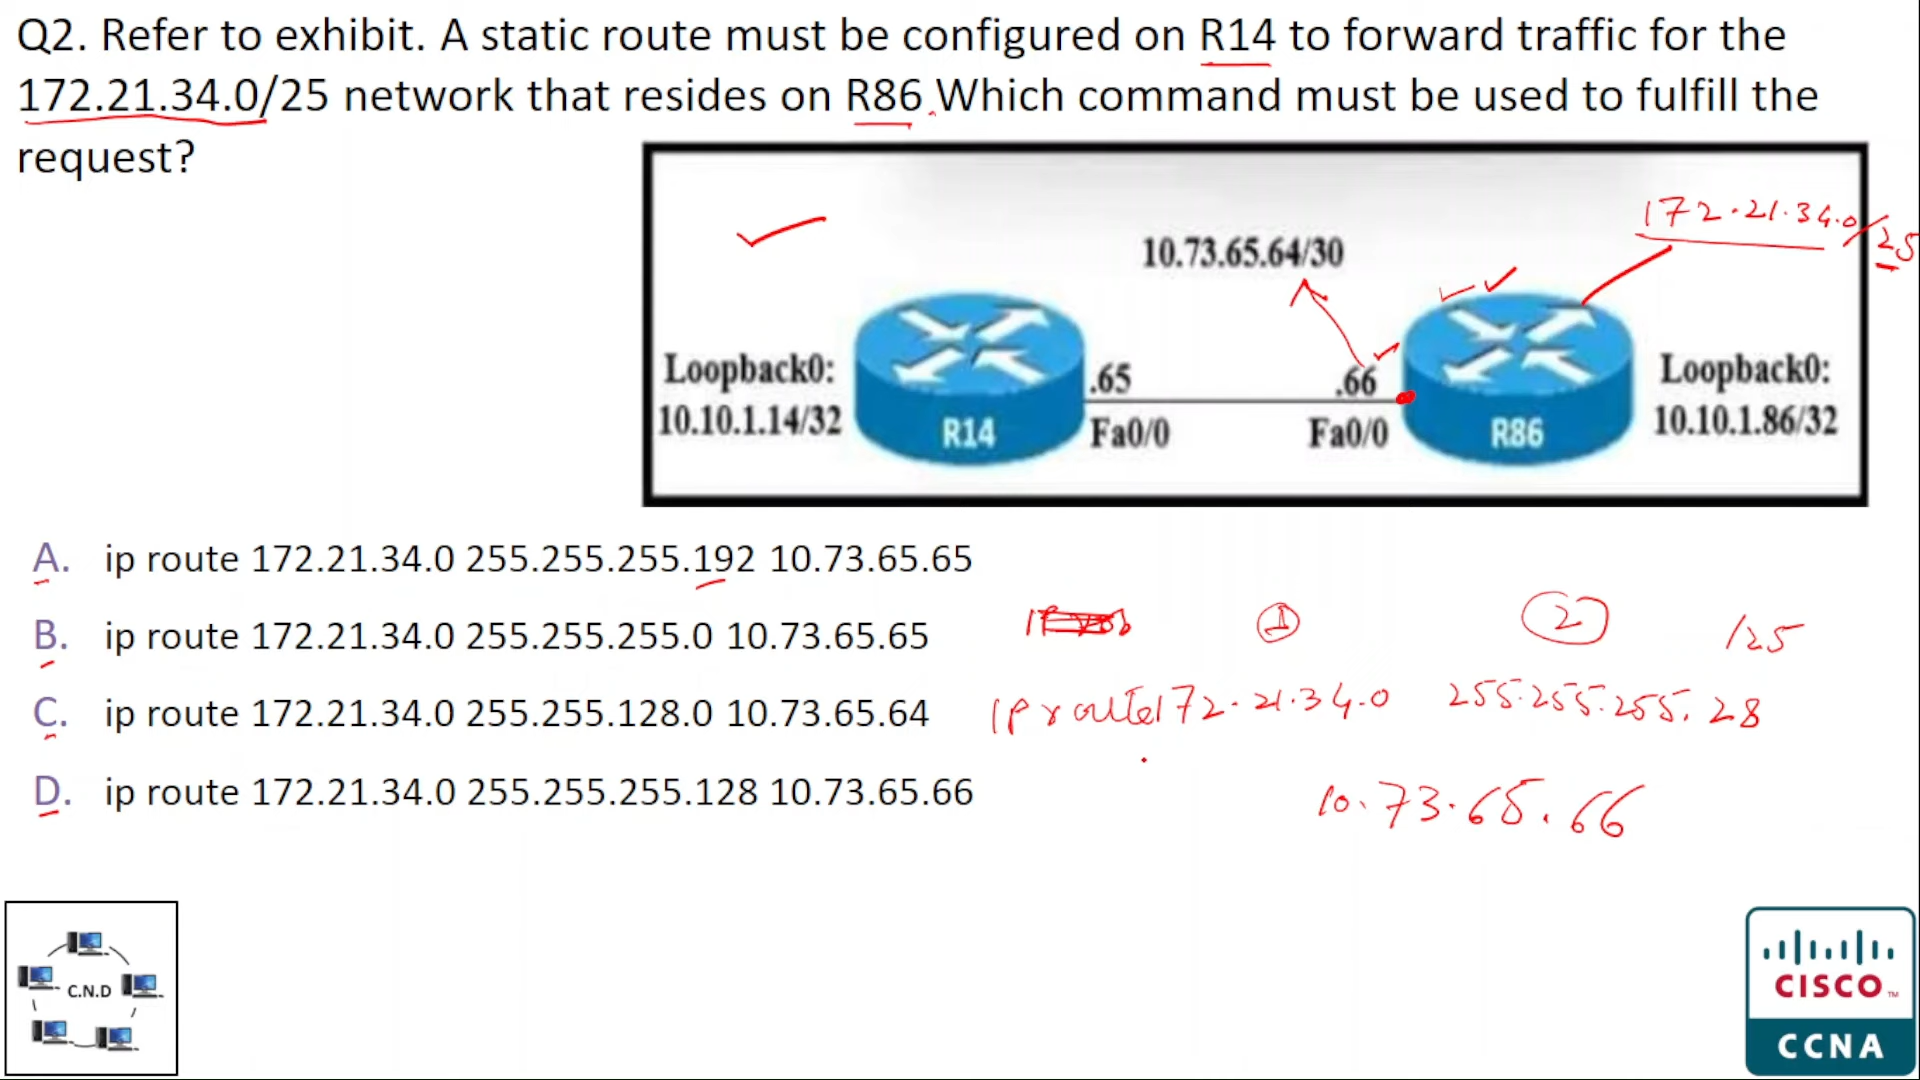 Q2. Refer to exhibit. A static route must be configured on R14 to forward traffic for the
172.21.34.0/25 network that resides on R86.Which command must be used to fulfill the
request?
172.21.34.0/25
10.73.65.64/30
Loopback0:
10.10.1.14/32
R14
.65
Fa0/0
.66
Fa0/0
R86
Loopback0:
10.10.1.86/32
A. ip route 172.21.34.0 255.255.255.192 10.73.65.65
B. ip route 172.21.34.0 255.255.255.0 10.73.65.65
C. ip route 172.21.34.0 255.255.128.0 10.73.65.64
D. ip route 172.21.34.0 255.255.255.128 10.73.65.66
1 2 /25
ip route 172.21.34.0 255.255.255.28
10.73.65.66
C.N.D
CISCO
TM
CCNA